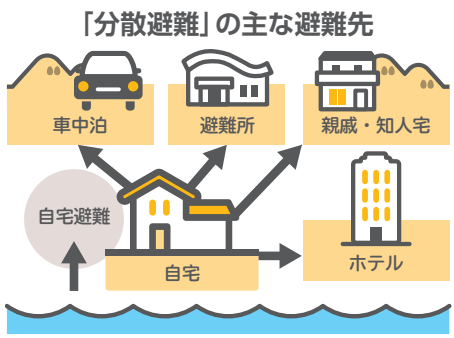 「分散避難」の主な避難先
車中泊
避難所
親戚・知人宅
自宅避難
自宅
ホテル